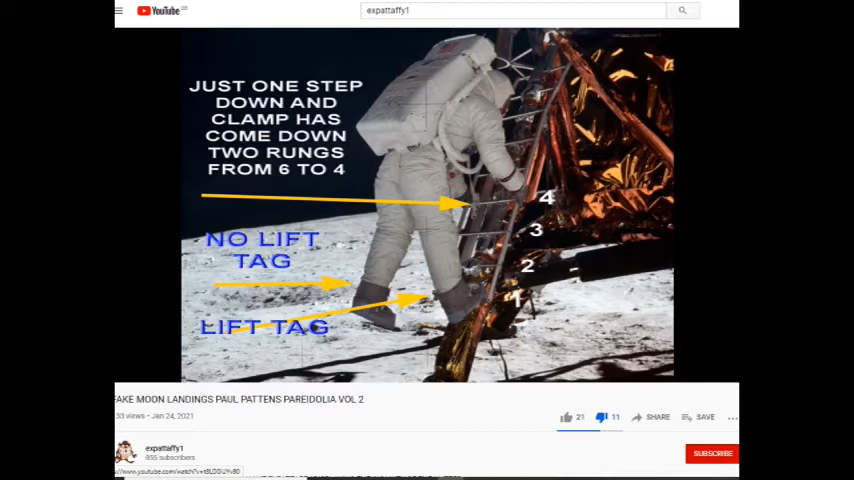 YouTube
expattaffy1
JUST ONE STEP
DOWN AND
CLAMP HAS
COME DOWN
TWO RUNGS
FROM 6 TO 4
4
3
NO LIFT
TAG
2
1
LIFT TAG
FAKE MOON LANDINGS PAUL PATTENS PAREIDOLIA VOL 2
33 views • Jan 24, 2021
21
11
SHARE
SAVE
expattaffy1
855 subscribers
SUBSCRIBE